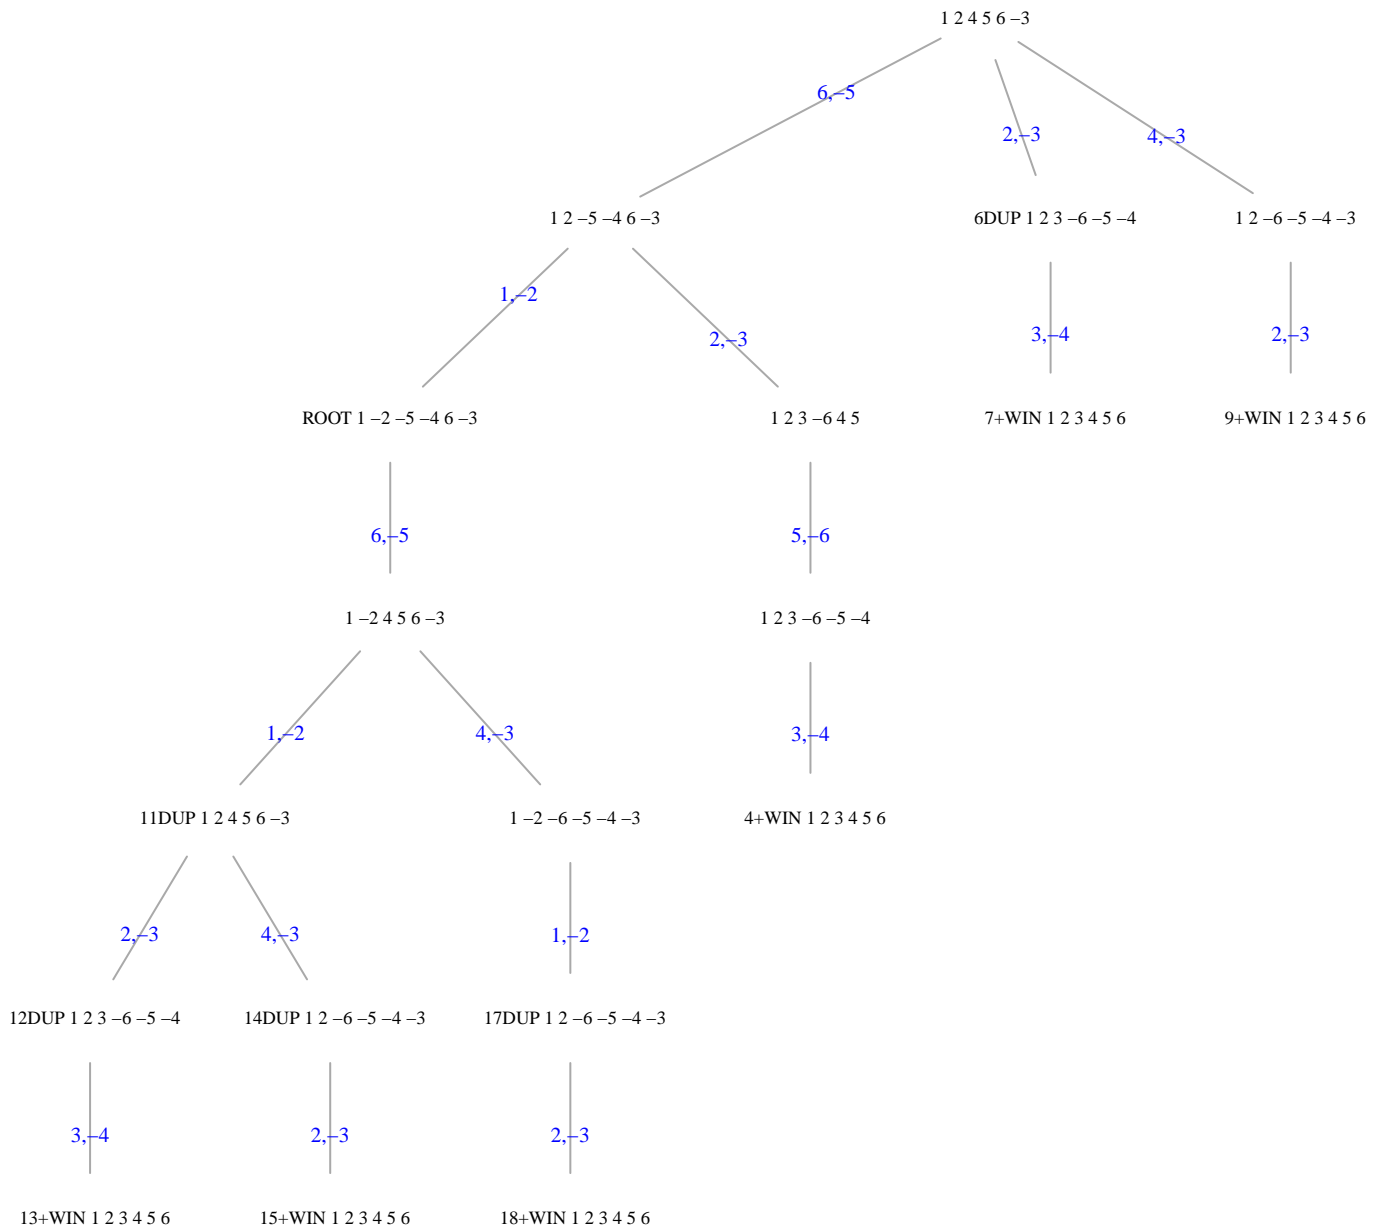 1 2 4 5 6 –3
6,–5
2,–3
4,–3
1 2 –5 –4 6 –3
6DUP 1 2 3 –6 –5 –4
1 2 –6 –5 –4 –3
1,–2
2,–3
3,–4
2,–3
ROOT 1 –2 –5 –4 6 –3
1 2 3 –6 4 5
7+WIN 1 2 3 4 5 6
9+WIN 1 2 3 4 5 6
6,–5
5,–6
1 –2 4 5 6 –3
1 2 3 –6 –5 –4
1,–2
4,–3
3,–4
11DUP 1 2 4 5 6 –3
1 –2 –6 –5 –4 –3
4+WIN 1 2 3 4 5 6
2,–3
4,–3
1,–2
12DUP 1 2 3 –6 –5 –4
14DUP 1 2 –6 –5 –4 –3
17DUP 1 2 –6 –5 –4 –3
3,–4
2,–3
2,–3
13+WIN 1 2 3 4 5 6
15+WIN 1 2 3 4 5 6
18+WIN 1 2 3 4 5 6